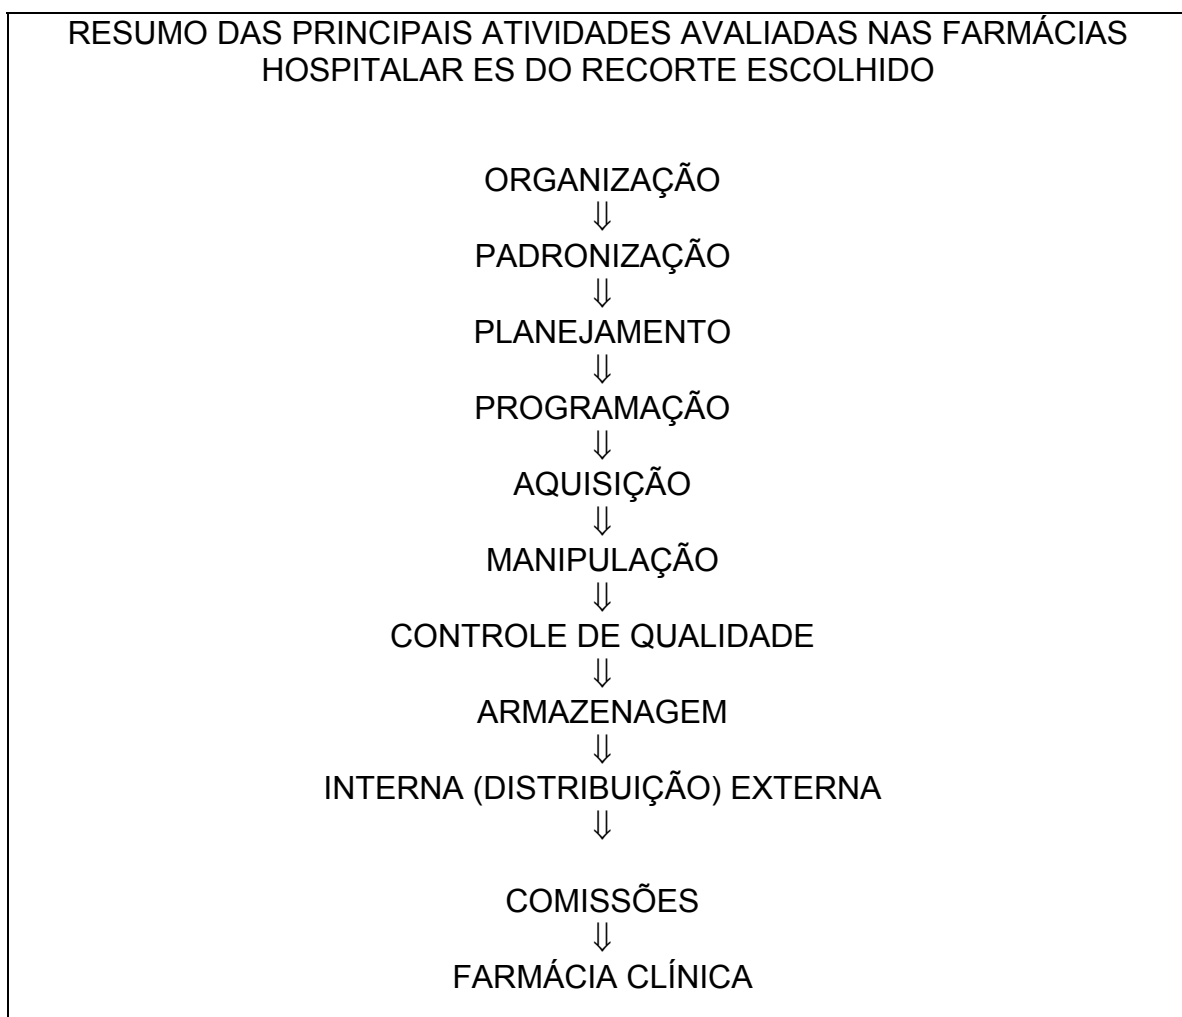 RESUMO DAS PRINCIPAIS ATIVIDADES AVALIADAS NAS FARMÁCIAS
HOSPITALAR ES DO RECORTE ESCOLHIDO
ORGANIZAÇÃO
⇓
PADRONIZAÇÃO
⇓
PLANEJAMENTO
⇓
PROGRAMAÇÃO
⇓
AQUISIÇÃO
⇓
MANIPULAÇÃO
⇓
CONTROLE DE QUALIDADE
⇓
ARMAZENAGEM
⇓
INTERNA (DISTRIBUIÇÃO) EXTERNA
⇓
COMISSÕES
⇓
FARMÁCIA CLÍNICA